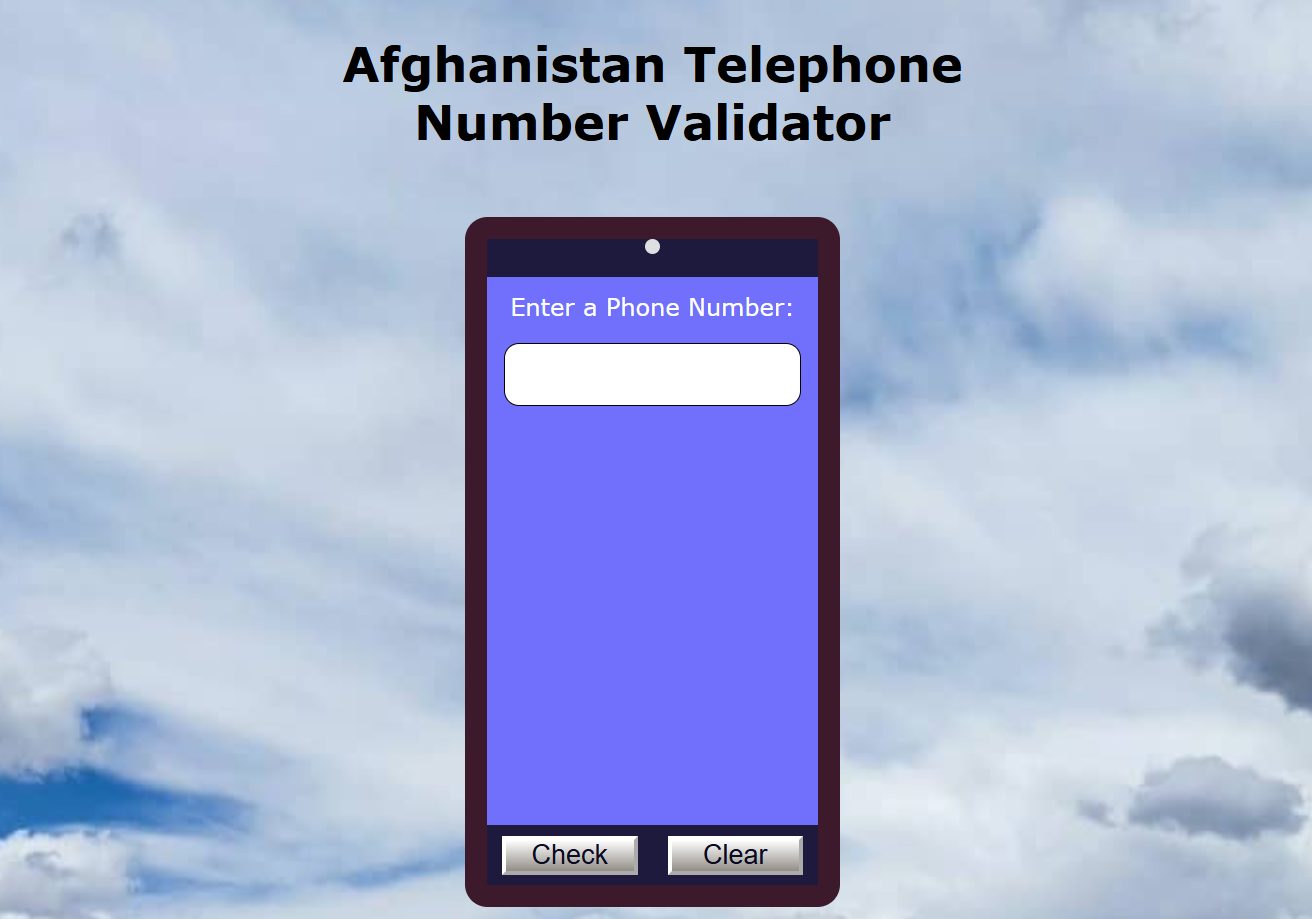 Afghanistan Telephone
Number Validator
Enter a Phone Number:
Check
Clear